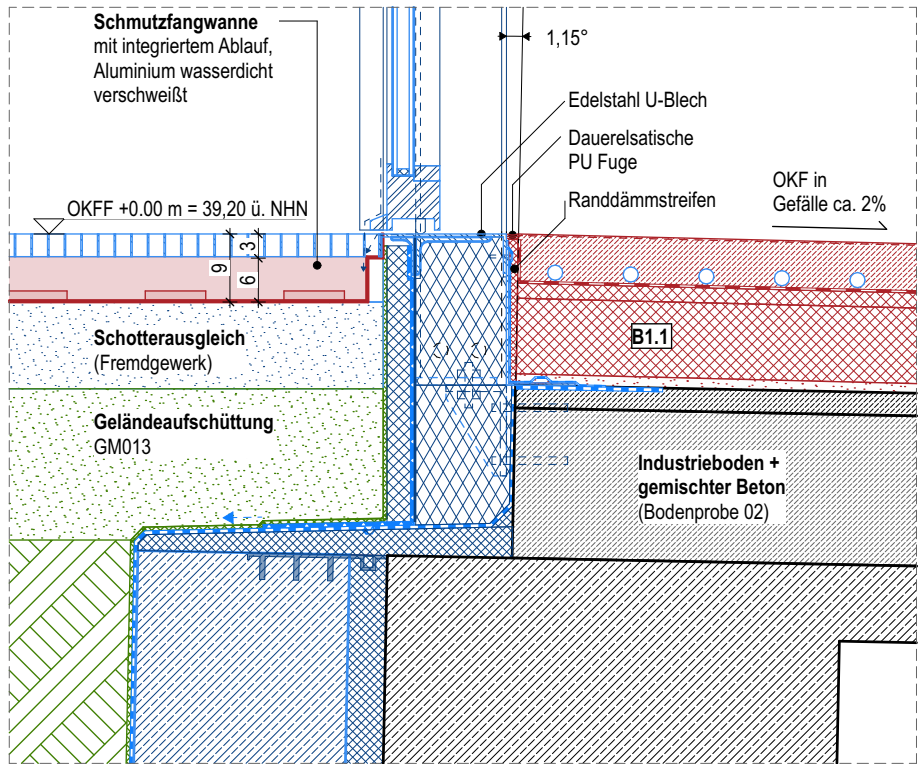 Schmutzfangwanne
mit integriertem Ablauf,
Aluminium wasserdicht
verschweißt
1,15°
Edelstahl U-Blech
Dauerelsatische
PU Fuge
Randdämmstreifen
OKF in
Gefälle ca. 2%
OKFF +0.00 m = 39,20 ü. NHN
3
9
6
Schotterausgleich
(Fremdgewerk)
B1.1
Geländeaufschüttung
GM013
Industrieboden +
gemischter Beton
(Bodenprobe 02)